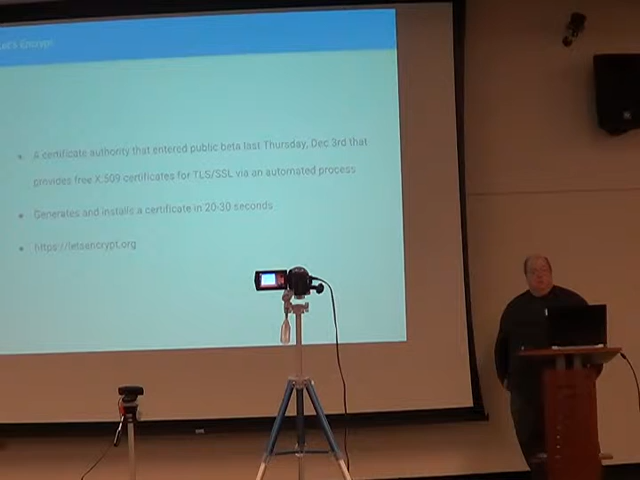 Let's Encrypt
A certificate authority that entered public beta last Thursday, Dec 3rd that
provides free X.509 certificates for TLS/SSL via an automated process
Generates and installs a certificate in 20-30 seconds
https://letsencrypt.org